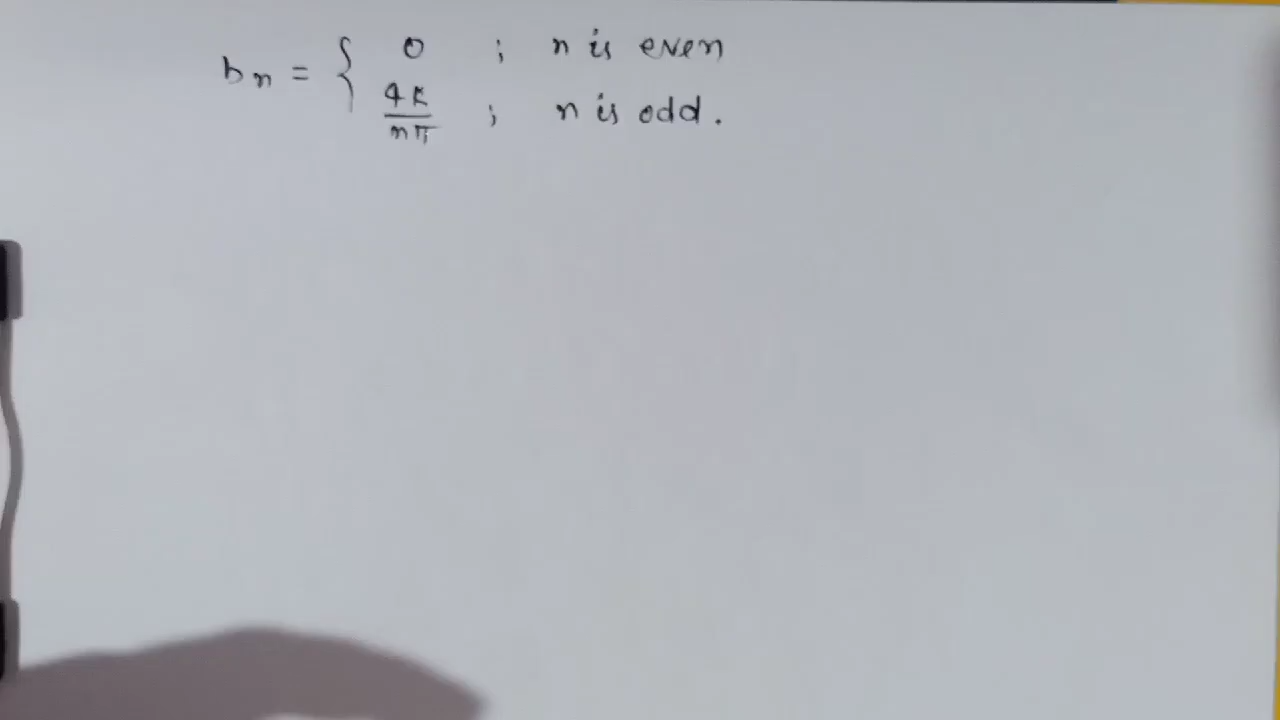 bn = { 0 ; n is even
4k/nπ ; n is odd.